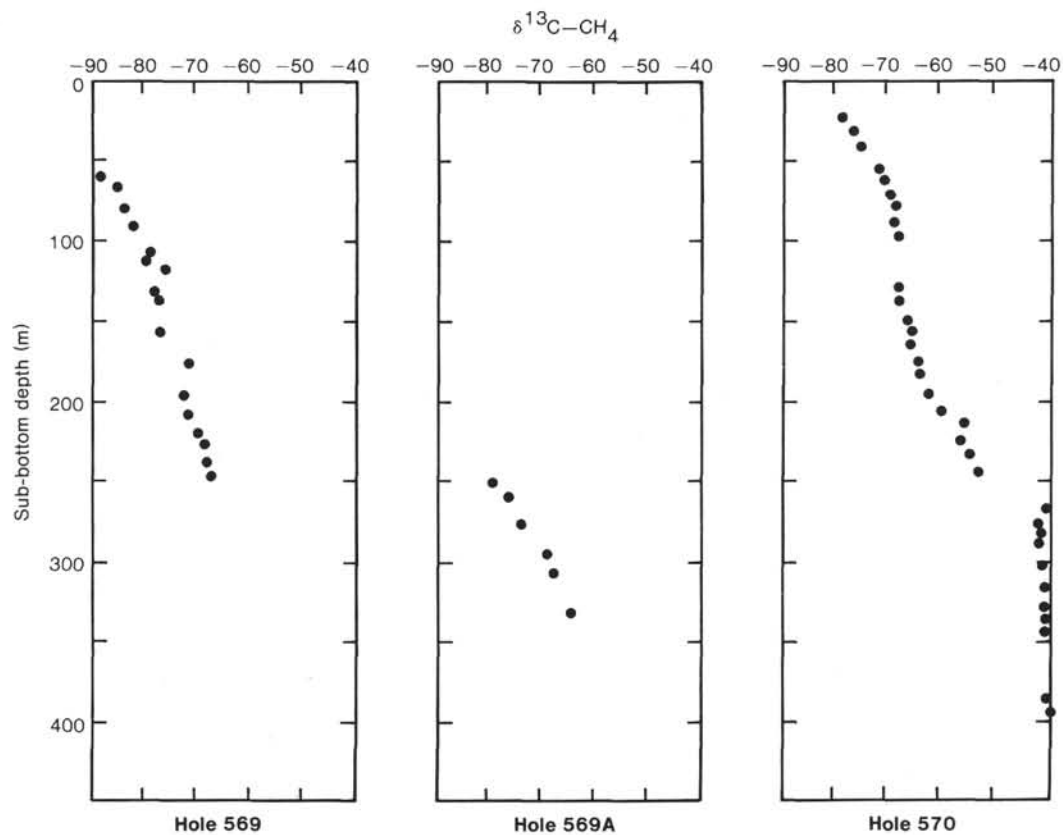 δ¹³C–CH₄
−90 −80 −70 −60 −50 −40
−90 −80 −70 −60 −50 −40
−90 −80 −70 −60 −50 −40
0
100
200
300
400
Sub-bottom depth (m)
Hole 569
Hole 569A
Hole 570